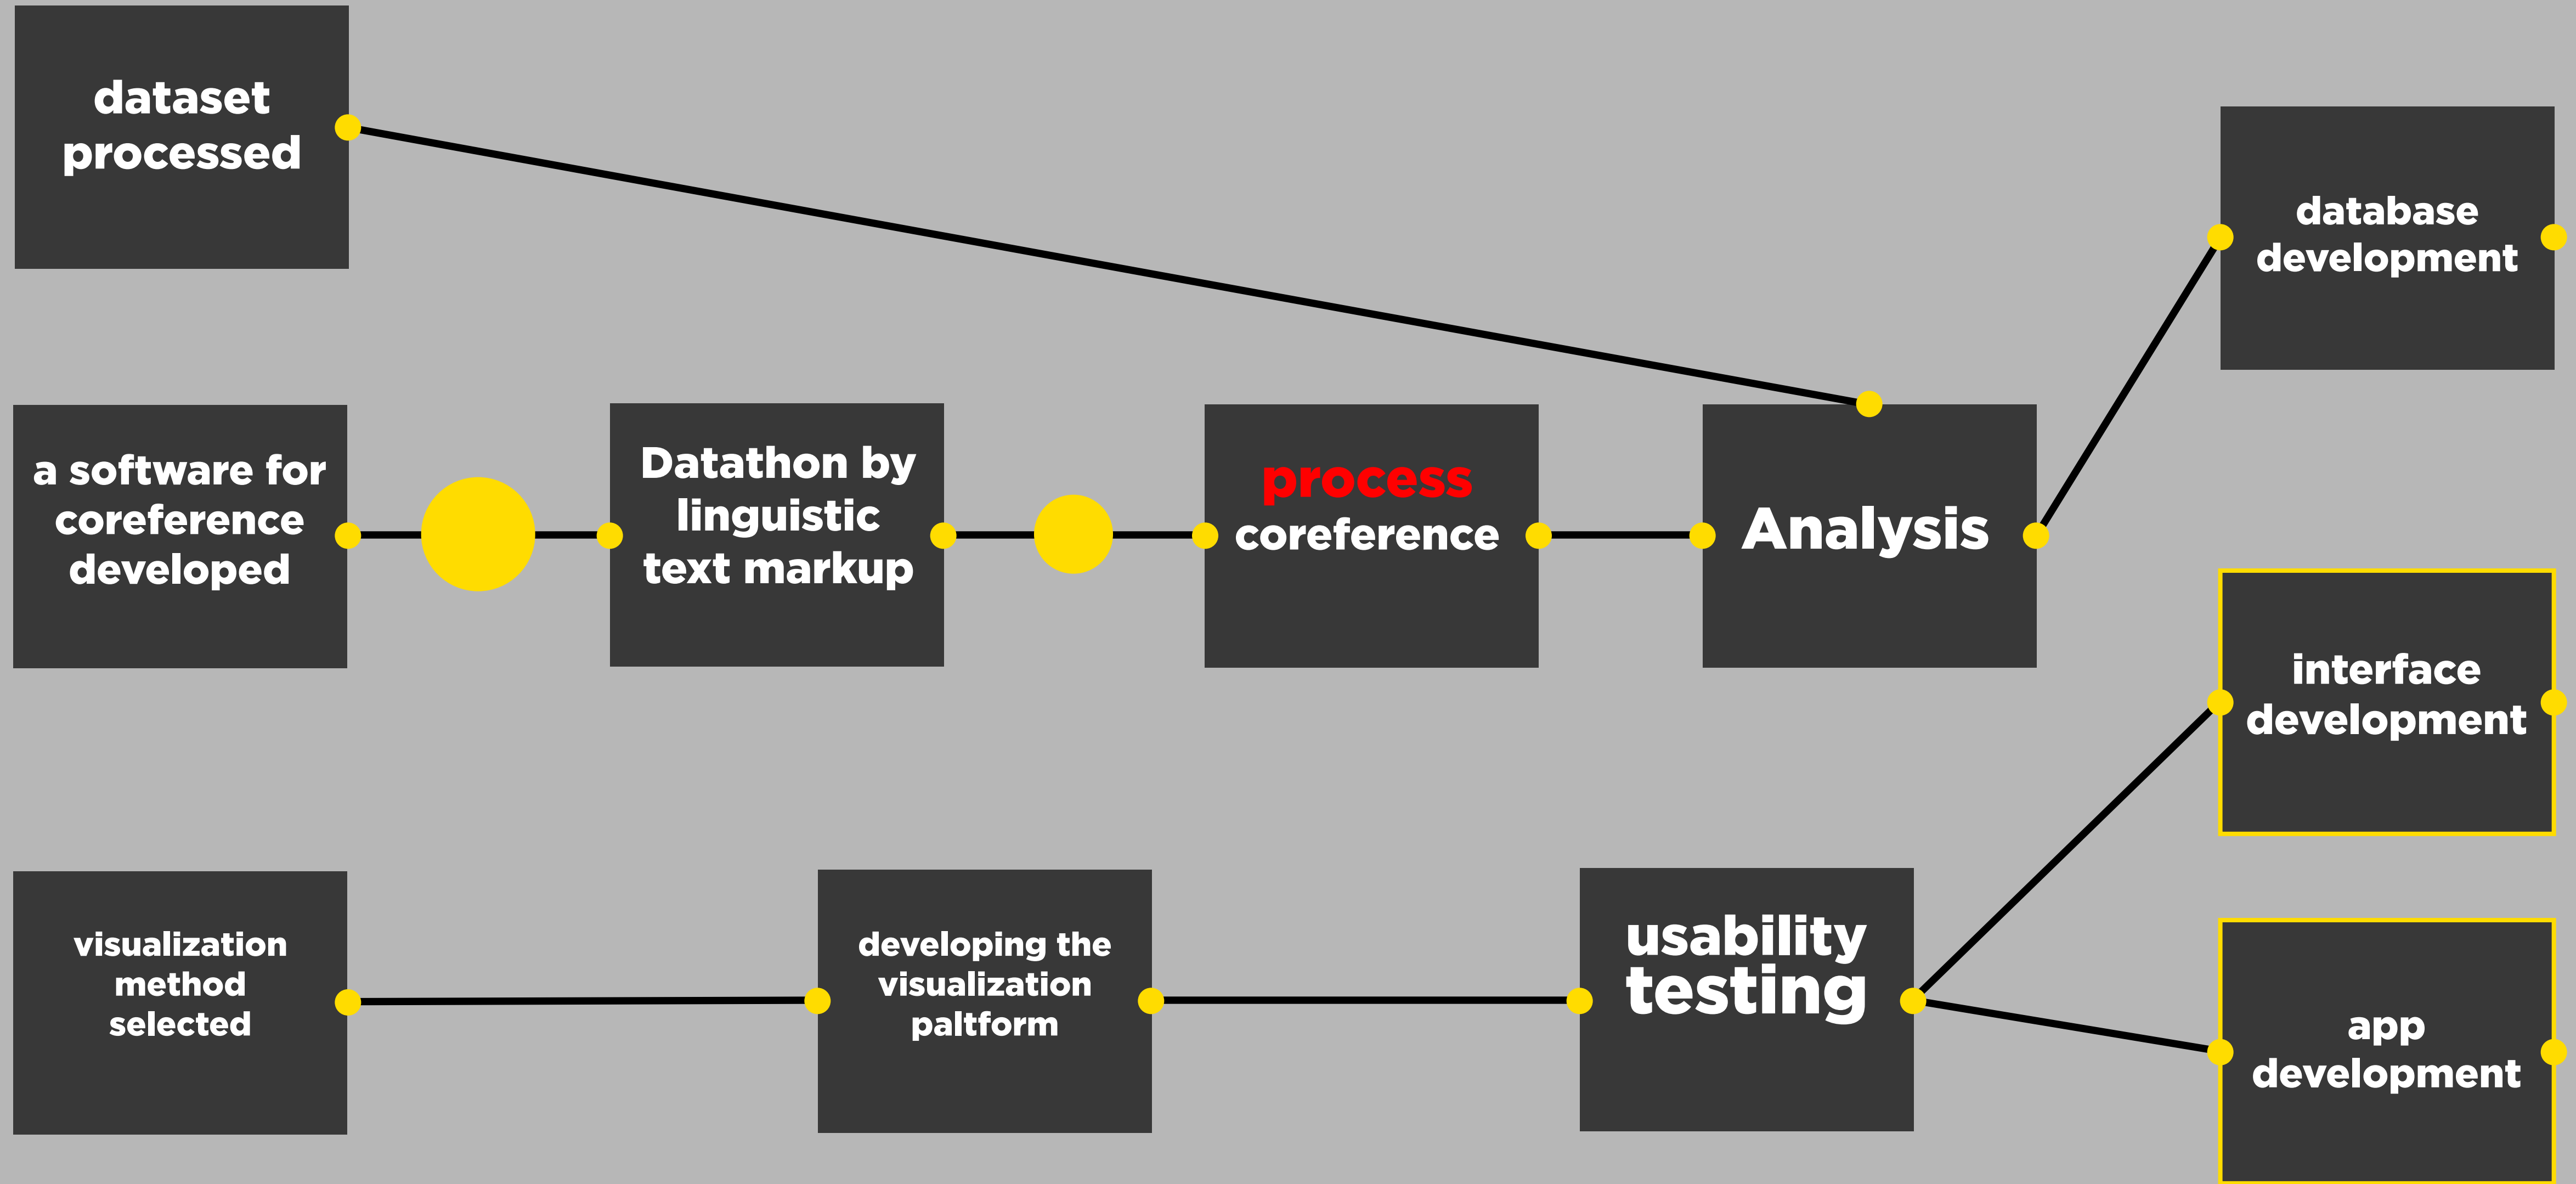 dataset
processed
database
development
a software for
coreference
developed
Datathon by
linguistic
text markup
process
coreference
Analysis
interface
development
visualization
method
selected
developing the
visualization
paltform
usability
testing
app
development